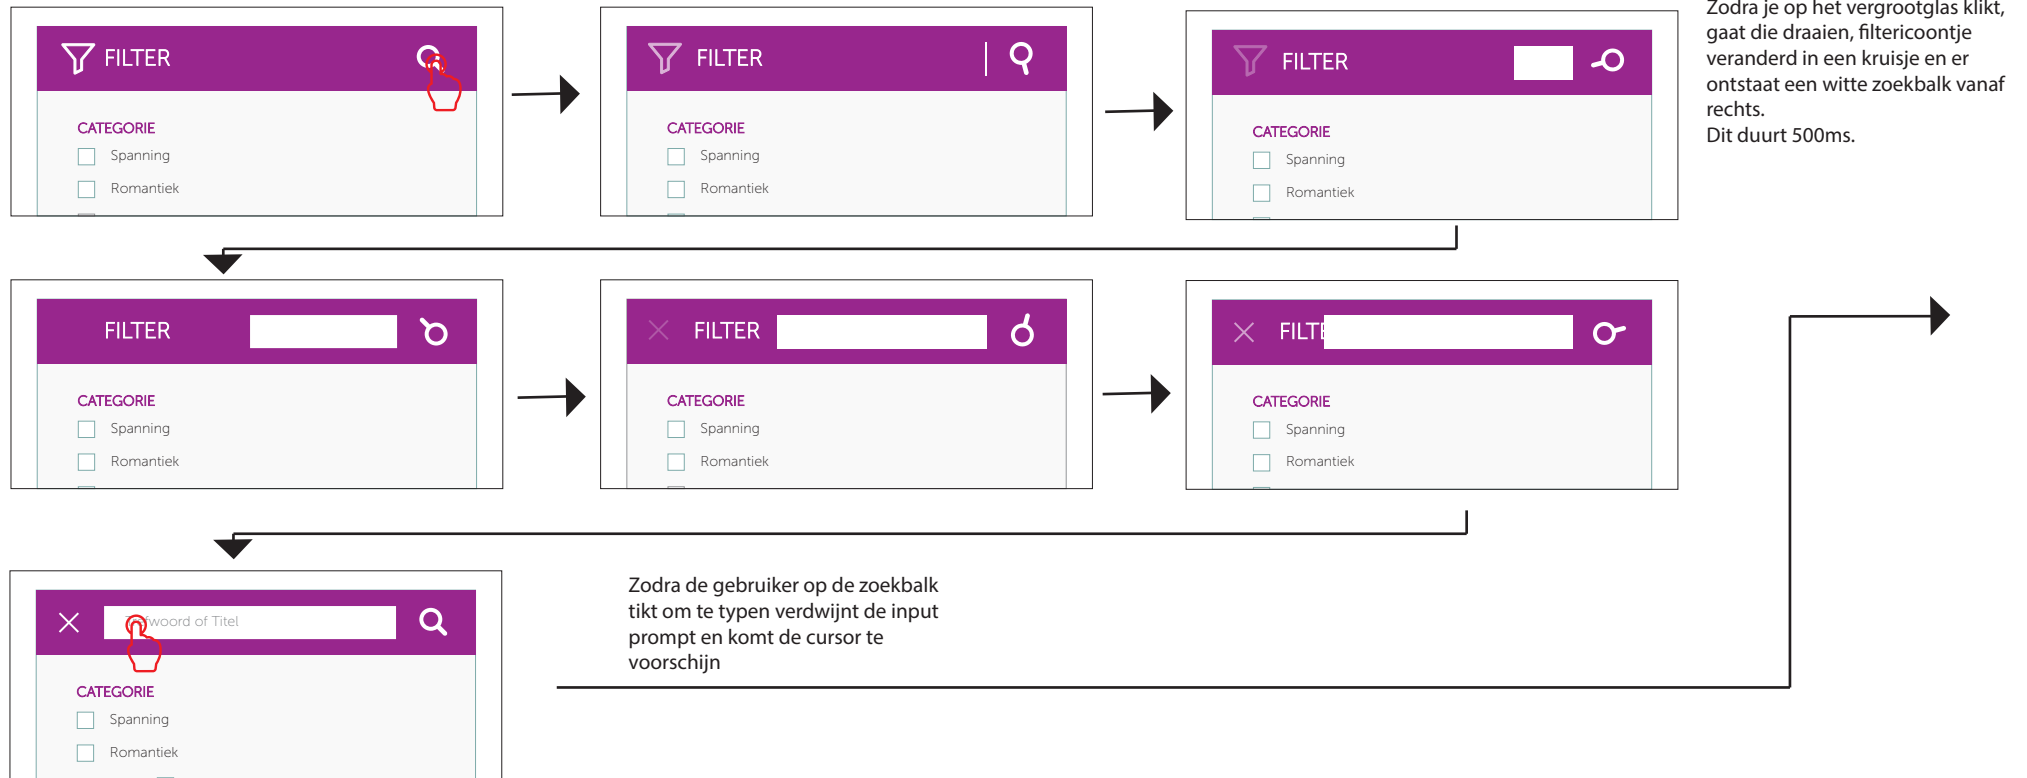 FILTER
CATEGORIE
Spanning
Romantiek
FILTER
CATEGORIE
Spanning
Romantiek
FILTER
CATEGORIE
Spanning
Romantiek
Zodra je op het vergrootglas klikt,
gaat die draaien, filtericoontje
veranderd in een kruisje en er
ontstaat een witte zoekbalk vanaf
rechts.
Dit duurt 500ms.
FILTER
CATEGORIE
Spanning
Romantiek
FILTER
CATEGORIE
Spanning
Romantiek
FILT
CATEGORIE
Spanning
Romantiek
woord of Titel
CATEGORIE
Spanning
Romantiek
Zodra de gebruiker op de zoekbalk
tikt om te typen verdwijnt de input
prompt en komt de cursor te
voorschijn